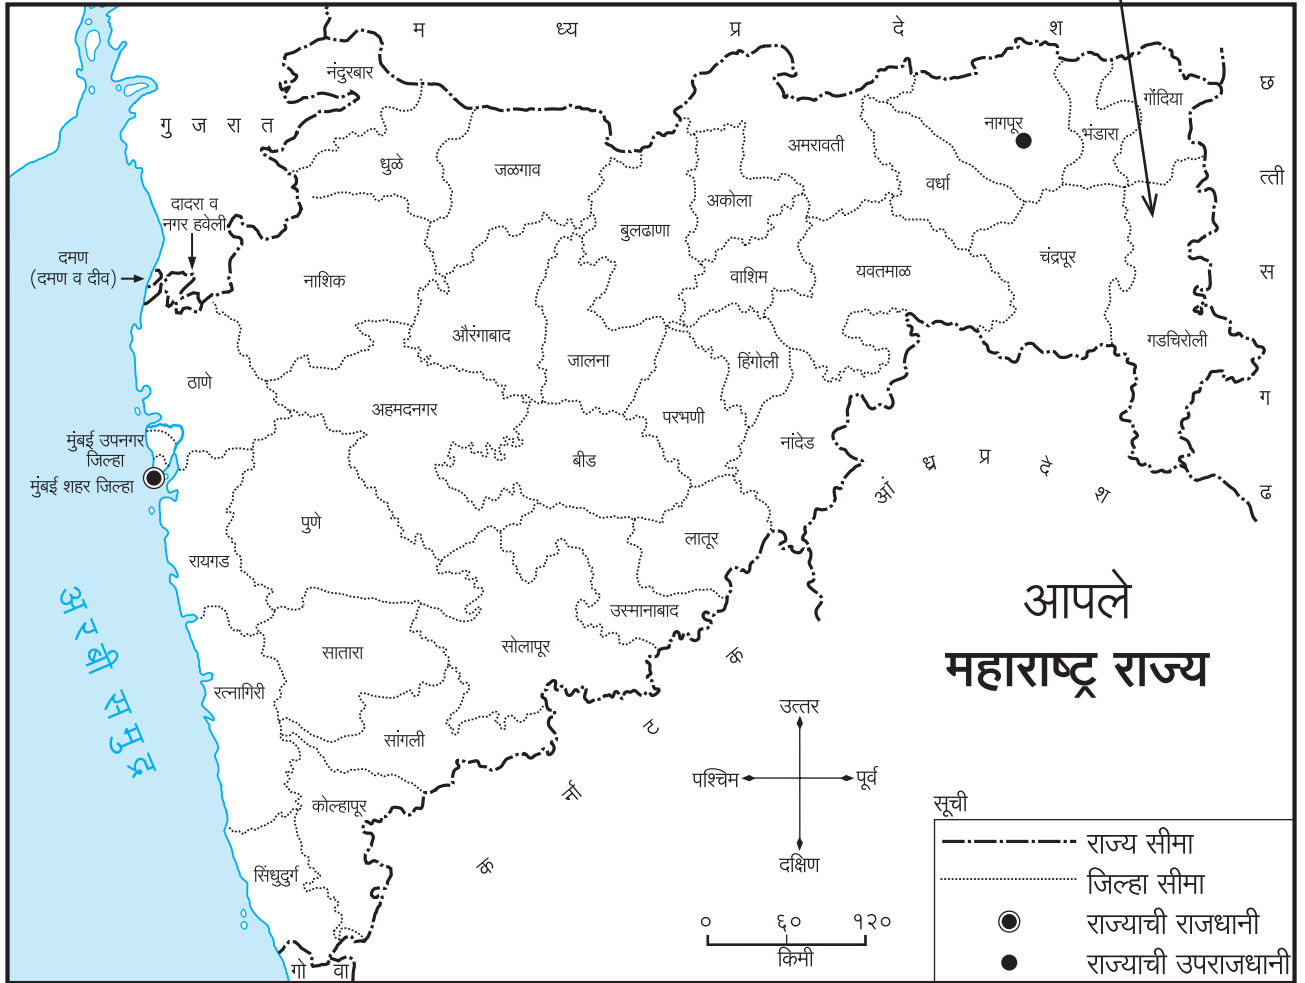 म ध्य प्र दे श
नंदुरबार
गोंदिया
छ
गु ज रा त
नागपूर
भंडारा
धुळे
जळगाव
अमरावती
त्ती
वर्धा
अकोला
दादरा व
नगर हवेली
बुलढाणा
दमण
(दमण व दीव)
नाशिक
वाशिम
यवतमाळ
चंद्रपूर
स
औरंगाबाद
गडचिरोली
जालना
हिंगोली
ठाणे
अहमदनगर
परभणी
ग
मुंबई उपनगर
जिल्हा
नांदेड
बीड
आं ध्र प्र दे श
मुंबई शहर जिल्हा
ढ
पुणे
लातूर
रायगड
अरबी समुद्र
उस्मानाबाद
आपले
महाराष्ट्र राज्य
सातारा
सोलापूर
रत्नागिरी
क र्ना ट क
सांगली
उत्तर
पश्चिम
पूर्व
दक्षिण
कोल्हापूर
सिंधुदुर्ग
सूची
राज्य सीमा
जिल्हा सीमा
राज्याची राजधानी
राज्याची उपराजधानी
० ६० १२०
किमी
गो वा